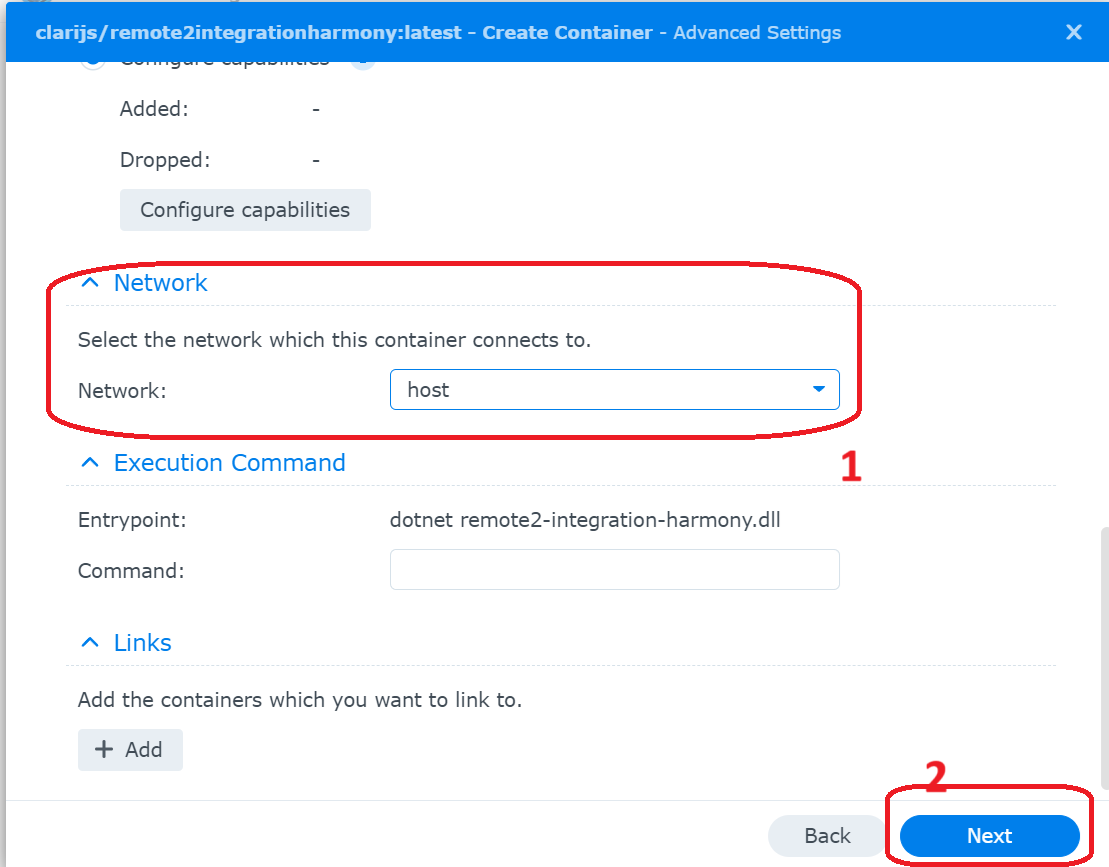 clarijs/remote2integrationharmony:latest - Create Container - Advanced Settings
Configure capabilities
Added: -
Dropped: -
Configure capabilities
Network
Select the network which this container connects to.
Network: host
1
Execution Command
Entrypoint: dotnet remote2-integration-harmony.dll
Command:
Links
Add the containers which you want to link to.
+ Add
2
Back Next